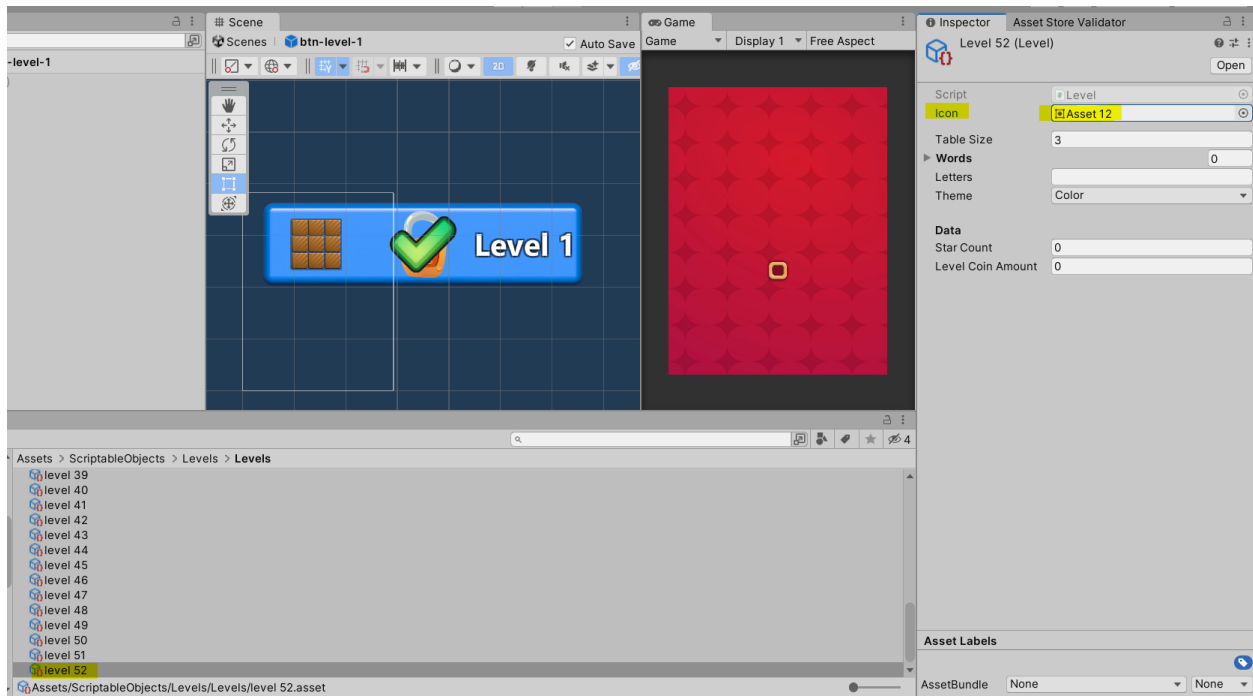 Scene
Game
Inspector
Asset Store Validator
Scenes
btn-level-1
Auto Save
Game
Display 1
Free Aspect
Level 52 (Level)
Open
-level-1
2D
Script
Level
Icon
Asset 12
Table Size
3
Words
0
Letters
Theme
Color
Data
Star Count
0
Level Coin Amount
0
Level 1
4
Assets > ScriptableObjects > Levels > Levels
level 39
level 40
level 41
level 42
level 43
level 44
level 45
level 46
level 47
level 48
level 49
level 50
level 51
level 52
Assets/ScriptableObjects/Levels/Levels/level 52.asset
Asset Labels
AssetBundle
None
None